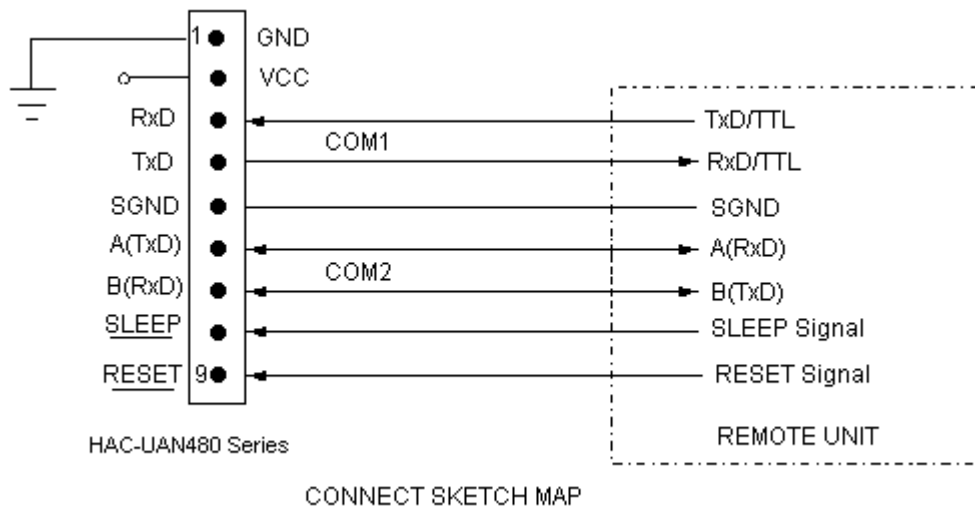 1 GND
VCC
RxD TxD/TTL
COM1
TxD RxD/TTL
SGND SGND
A(TxD) A(RxD)
COM2
B(RxD) B(TxD)
SLEEP SLEEP Signal
RESET 9 RESET Signal
REMOTE UNIT
HAC-UAN480 Series
CONNECT SKETCH MAP